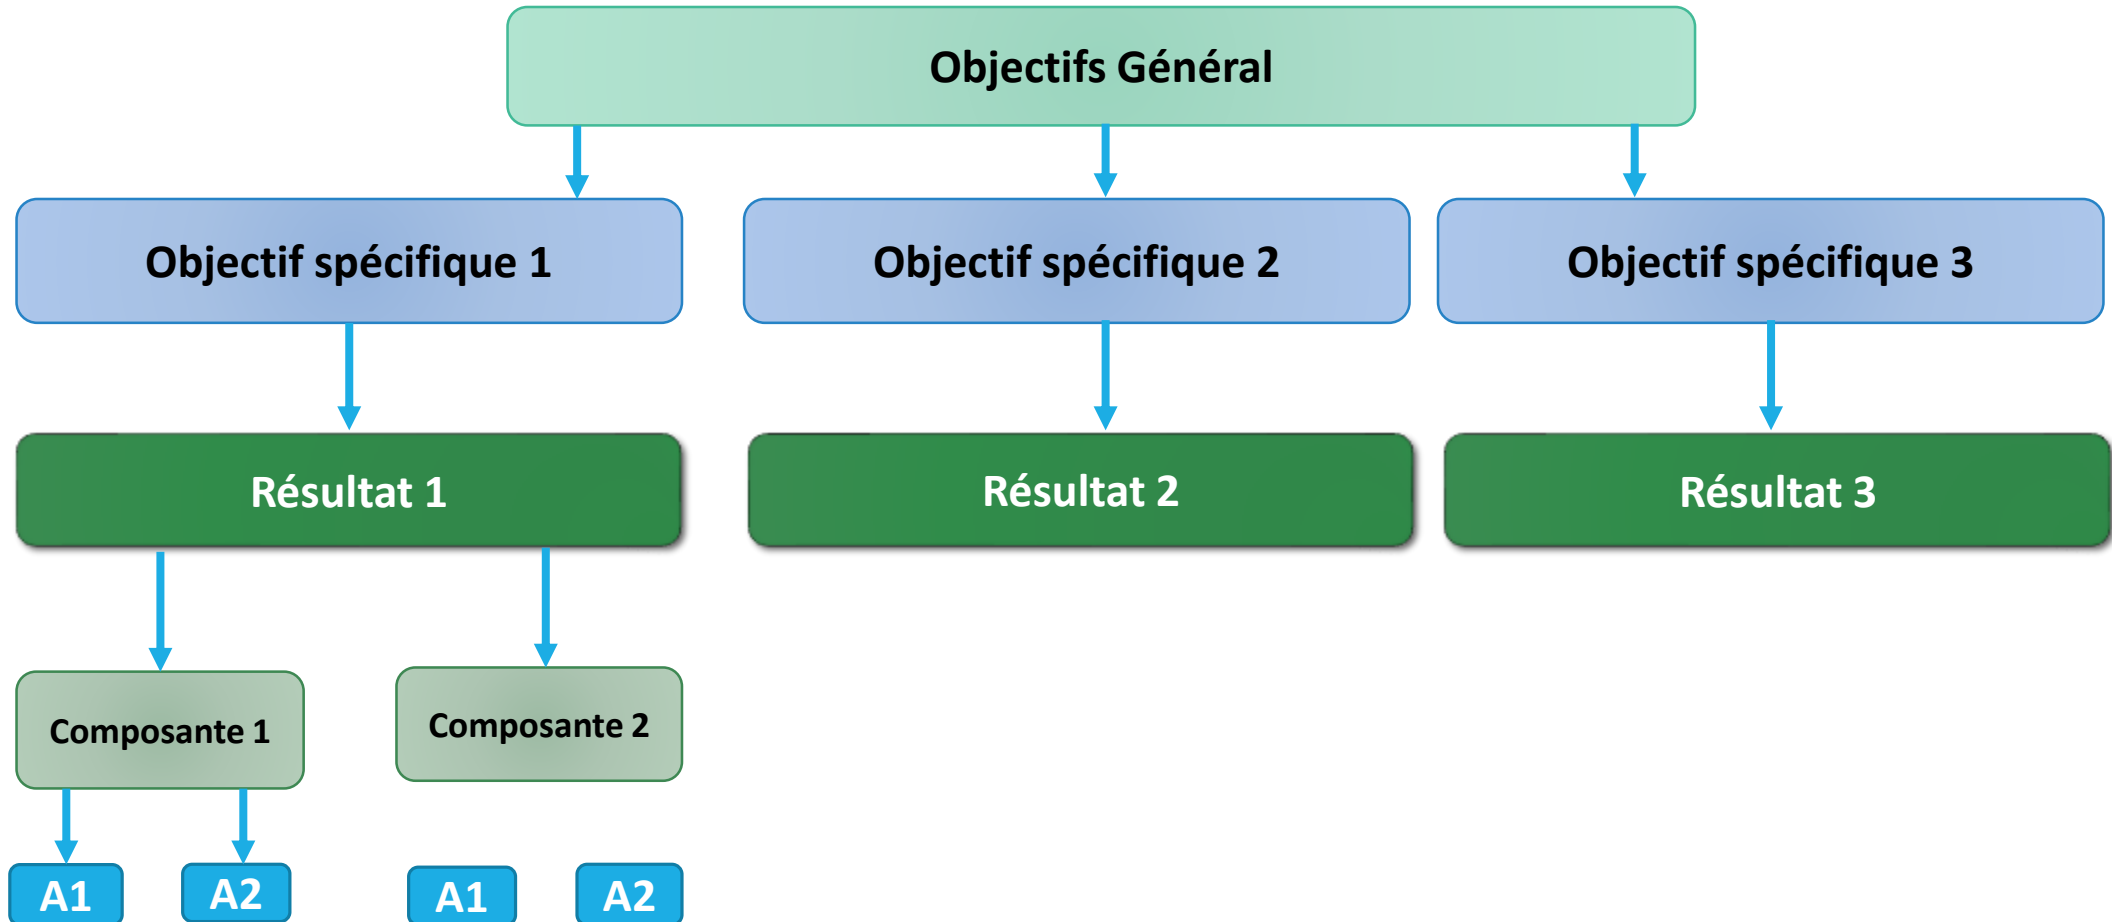 Objectifs Général
Objectif spécifique 1
Objectif spécifique 2
Objectif spécifique 3
Résultat 1
Résultat 2
Résultat 3
Composante 1
Composante 2
A1
A2
A1
A2